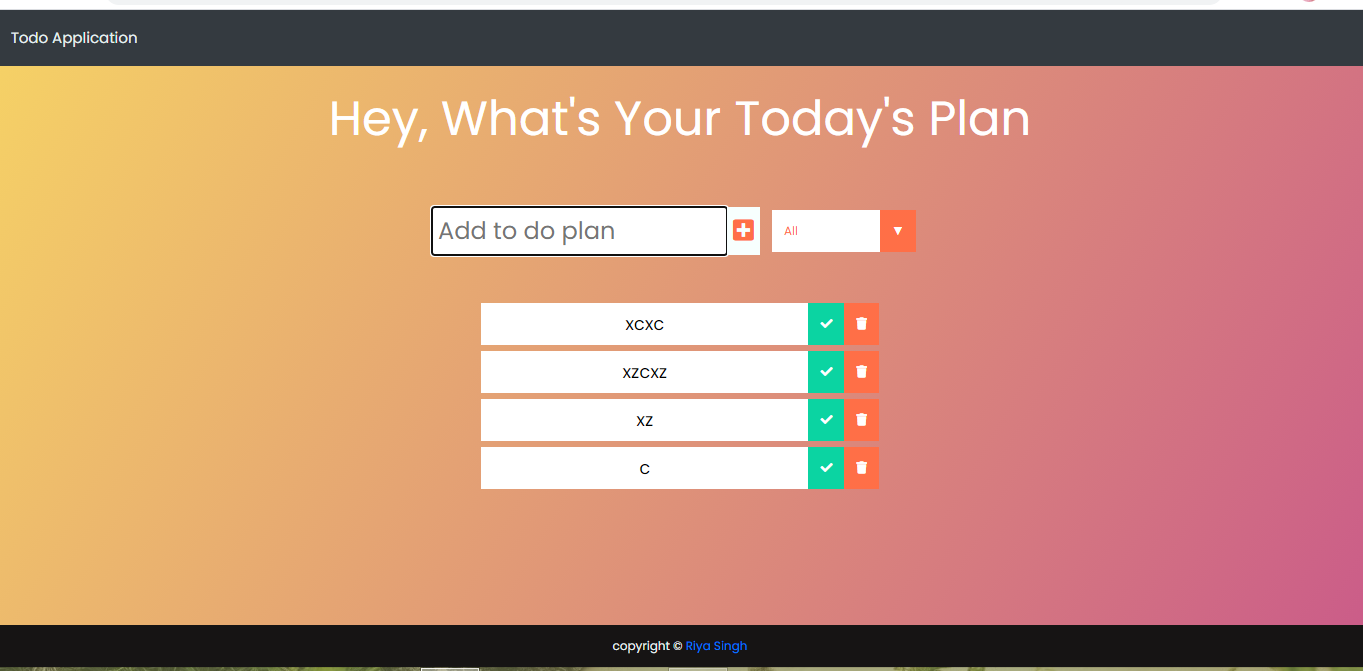 Todo Application
Hey, What's Your Today's Plan
Add to do plan
All
XCXC
XZCXZ
XZ
C
copyright © Riya Singh